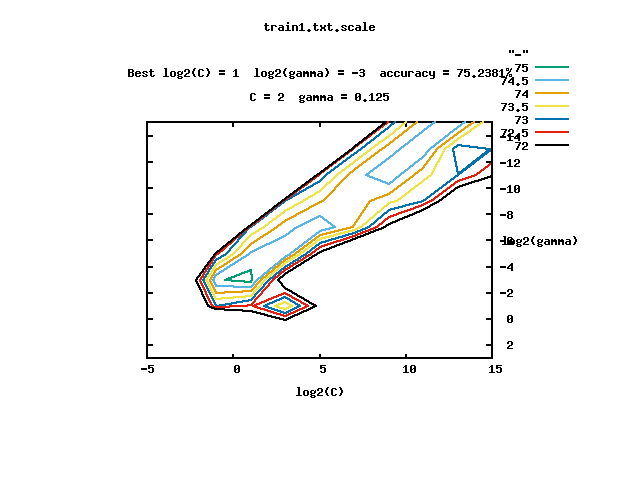 train1.txt.scale
"-"
Best log2(C) = 1  log2(gamma) = -3  accuracy = 75.2381%
75
74.5
C = 2  gamma = 0.125
74
73.5
73
72.5
72
-14
-12
-10
-8
-6
log2(gamma)
-4
-2
0
2
-5 0 5 10 15
log2(C)